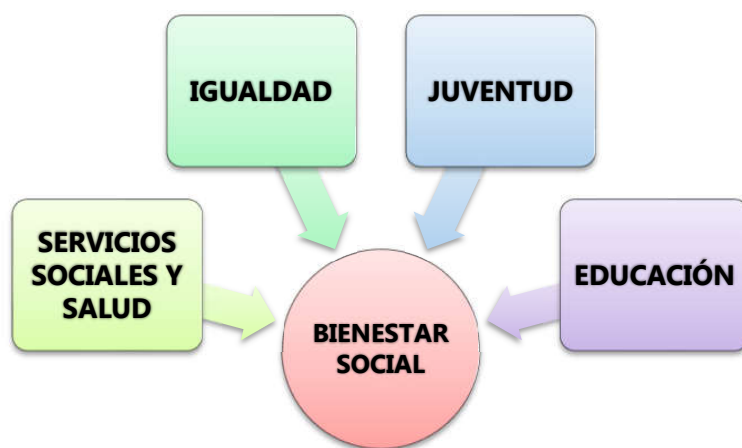 IGUALDAD
JUVENTUD
SERVICIOS
SOCIALES Y
SALUD
EDUCACIÓN
BIENESTAR
SOCIAL